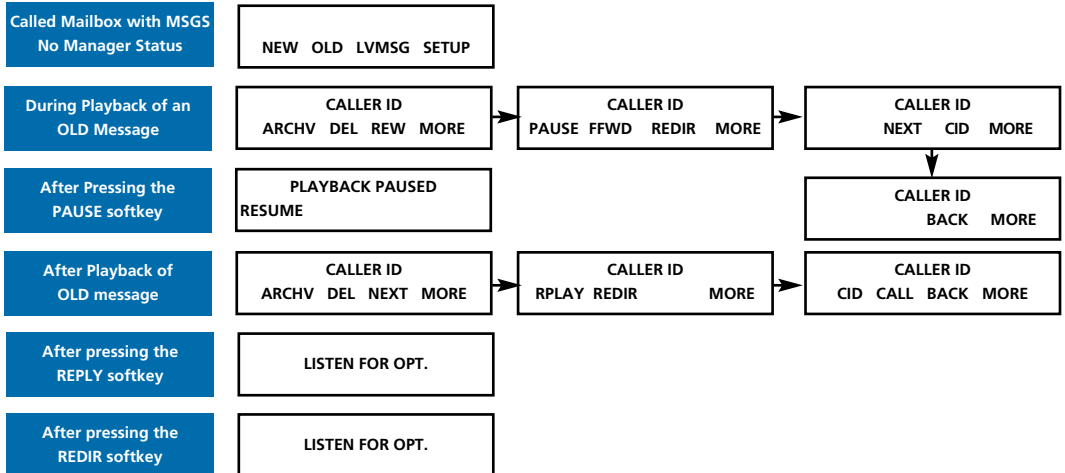 Called Mailbox with MSGS
No Manager Status
NEW OLD LVMSG SETUP
During Playback of an
OLD Message
CALLER ID
ARCHV DEL REW MORE
CALLER ID
PAUSE FFWD REDIR MORE
CALLER ID
NEXT CID MORE
After Pressing the
PAUSE softkey
PLAYBACK PAUSED
RESUME
CALLER ID
BACK MORE
After Playback of
OLD message
CALLER ID
ARCHV DEL NEXT MORE
CALLER ID
RPLAY REDIR MORE
CALLER ID
CID CALL BACK MORE
After pressing the
REPLY softkey
LISTEN FOR OPT.
After pressing the
REDIR softkey
LISTEN FOR OPT.